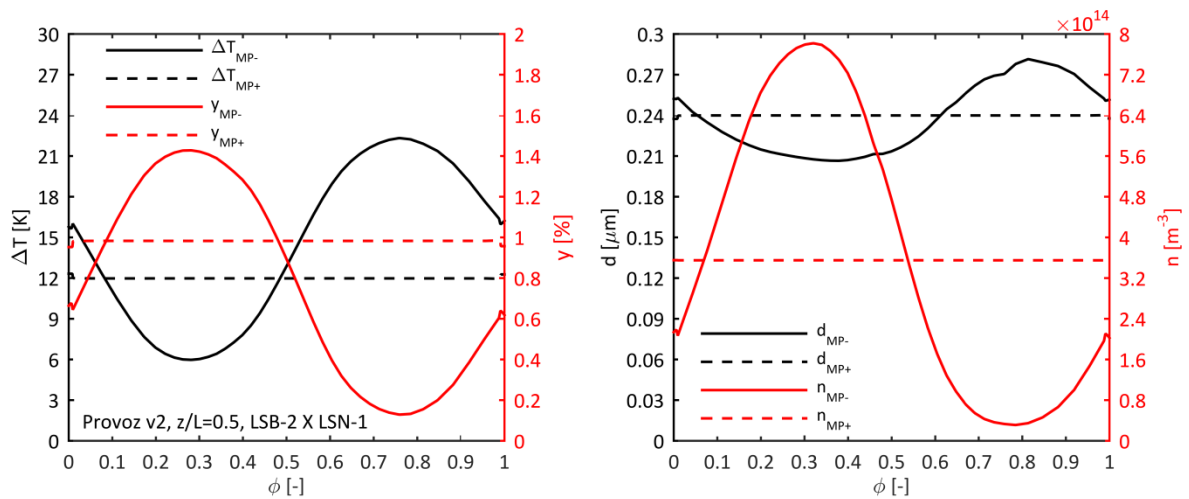 30
27
24
21
18
15
12
9
6
3
0
ΔT [K]
ΔT_MP-
ΔT_MP+
y_MP-
y_MP+
Provoz v2, z/L=0.5, LSB-2 X LSN-1
0 0.1 0.2 0.3 0.4 0.5 0.6 0.7 0.8 0.9 1
ϕ [-]
2
1.8
1.6
1.4
1.2
1
0.8
0.6
0.4
0.2
0
y [%]
0.3
0.27
0.24
0.21
0.18
0.15
0.12
0.09
0.06
0.03
0
d [μm]
d_MP-
d_MP+
n_MP-
n_MP+
0 0.1 0.2 0.3 0.4 0.5 0.6 0.7 0.8 0.9 1
ϕ [-]
×10^14
8
7.2
6.4
5.6
4.8
4
3.2
2.4
1.6
0.8
0
n [m^-3]